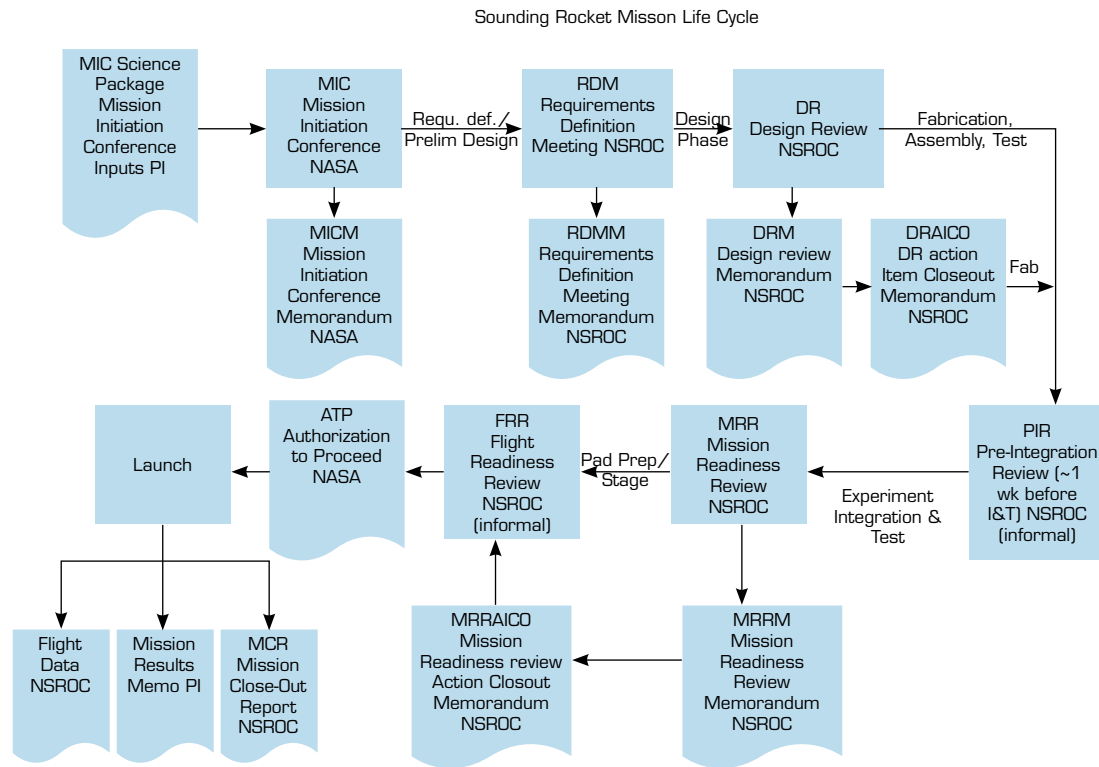 Sounding Rocket Misson Life Cycle
MIC Science
Package
Mission
Initiation
Conference
Inputs PI
MIC
Mission
Initiation
Conference
NASA
Requ. def./
Prelim Design
RDM
Requirements
Definition
Meeting NSROC
Design
Phase
DR
Design Review
NSROC
Fabrication,
Assembly, Test
MICM
Mission
Initiation
Conference
Memorandum
NASA
RDMM
Requirements
Definition
Meeting
Memorandum
NSROC
DRM
Design review
Memorandum
NSROC
DRAICO
DR action
Item Closeout
Memorandum
NSROC
Fab
PIR
Pre-Integration
Review (~1
wk before
I&T) NSROC
(informal)
Experiment
Integration &
Test
MRR
Mission
Readiness
Review
NSROC
Pad Prep/
Stage
FRR
Flight
Readiness
Review
NSROC
(informal)
ATP
Authorization
to Proceed
NASA
Launch
MRRM
Mission
Readiness
Review
Memorandum
NSROC
MRRAICO
Mission
Readiness review
Action Closout
Memorandum
NSROC
Flight
Data
NSROC
Mission
Results
Memo PI
MCR
Mission
Close-Out
Report
NSROC